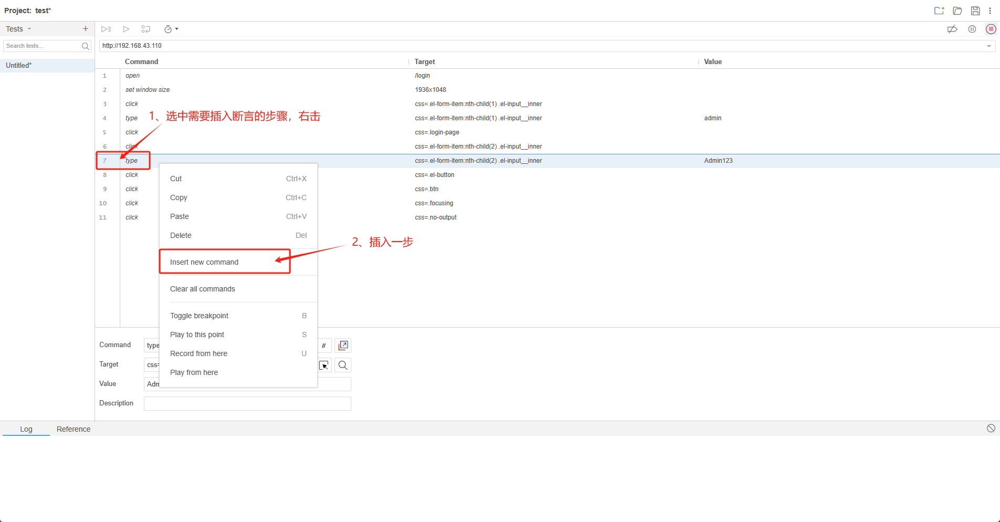 Project: test*
Tests
Search tests...
Untitled*
http://192.168.43.110
Command Target Value
1 open /login
2 set window size 1936x1048
3 click css=.el-form-item:nth-child(1) .el-input__inner
1、选中需要插入断言的步骤，右击
4 type css=.el-form-item:nth-child(1) .el-input__inner admin
5 click css=.login-page
6 click css=.el-form-item:nth-child(2) .el-input__inner
7 type css=.el-form-item:nth-child(2) .el-input__inner Admin123
8 click css=.el-button
9 click css=.btn
10 click css=.focusing
11 click css=.no-output
Cut Ctrl+X
Copy Ctrl+C
Paste Ctrl+V
Delete Del
2、插入一步
Insert new command
Clear all commands
Toggle breakpoint B
Play to this point S
Record from here U
Play from here
Command type //
Target css=
Value Adm
Description
Log Reference